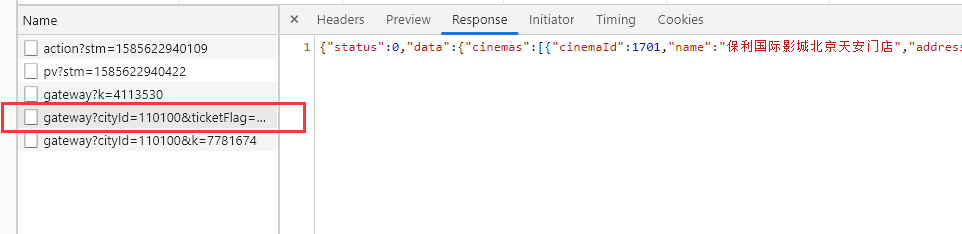 Name
× Headers Preview Response Initiator Timing Cookies
action?stm=1585622940109
pv?stm=1585622940422
gateway?k=4113530
gateway?cityId=110100&ticketFlag=...
gateway?cityId=110100&k=7781674
1 {"status":0,"data":{"cinemas":[{"cinemaId":1701,"name":"保利国际影城北京天安门店","address